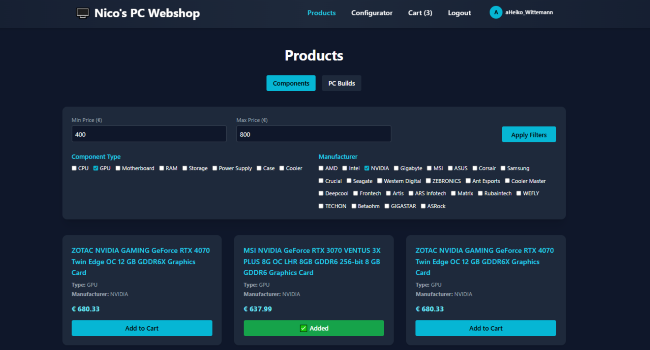 Nico's PC Webshop
Products Configurator Cart (3) Logout A aHeiko_Wittemann
Products
Components PC Builds
Min Price (€) Max Price (€)
400 800 Apply Filters
Component Type
CPU GPU Motherboard RAM Storage Power Supply Case Cooler
Manufacturer
AMD Intel NVIDIA Gigabyte MSI ASUS Corsair Samsung
Crucial Seagate Western Digital ZEBRONICS Ant Esports Cooler Master
Deepcool Frontech Artis ARS Infotech Matrix Rubaintech WEFLY
TECHON Befaohm GIGASTAR ASRock
ZOTAC NVIDIA GAMING GeForce RTX 4070
Twin Edge OC 12 GB GDDR6X Graphics
Card
Type: GPU
Manufacturer: NVIDIA
€ 680.33
Add to Cart
MSI NVIDIA GeForce RTX 3070 VENTUS 3X
PLUS 8G OC LHR 8GB GDDR6 256-bit 8 GB
GDDR6 Graphics Card
Type: GPU
Manufacturer: NVIDIA
€ 637.99
Added
ZOTAC NVIDIA GAMING GeForce RTX 4070
Twin Edge OC 12 GB GDDR6X Graphics
Card
Type: GPU
Manufacturer: NVIDIA
€ 680.33
Add to Cart